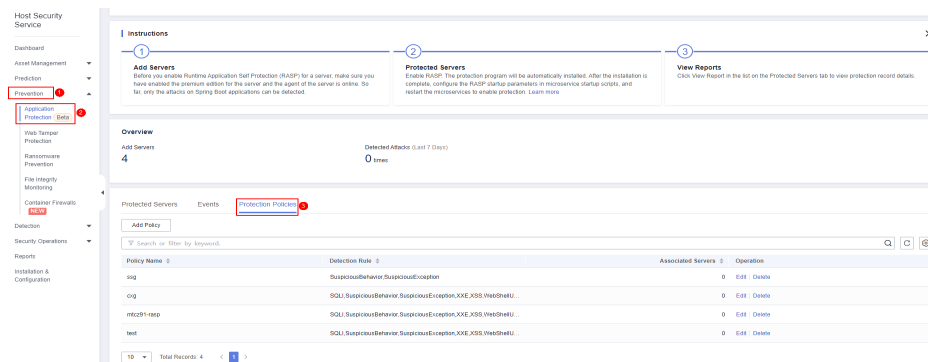 Host Security
Service
Dashboard
Asset Management
Prediction
Prevention
1
Application
Protection Beta
2
Web Tamper
Protection
Ransomware
Prevention
File Integrity
Monitoring
Container Firewalls
NEW
Detection
Security Operations
Reports
Installation &
Configuration
Instructions
1
Add Servers
Before you enable Runtime Application Self Protection (RASP) for a server, make sure you
have enabled the premium edition for the server and the agent of the server is online. So
far, only the attacks on Spring Boot applications can be detected.
2
Protected Servers
Enable RASP. The protection program will be automatically installed. After the installation is
complete, configure the RASP startup parameters in microservice startup scripts, and
restart the microservices to enable protection. Learn more
3
View Reports
Click View Report in the list on the Protected Servers tab to view protection record details.
Overview
Add Servers
4
Detected Attacks (Last 7 Days)
0 times
Protected Servers Events Protection Policies 3
Add Policy
Search or filter by keyword.
Policy Name Detection Rule Associated Servers Operation
ssg SuspiciousBehavior,SuspiciousException 0 Edit Delete
cxg SQLI,SuspiciousBehavior,SuspiciousException,XXE,XSS,WebShellU... 0 Edit Delete
mtcz91-rasp SQLI,SuspiciousBehavior,SuspiciousException,XXE,XSS,WebShellU... 0 Edit Delete
test SQLI,SuspiciousBehavior,SuspiciousException,XXE,XSS,WebShellU... 0 Edit Delete
10 Total Records: 4 < 1 >